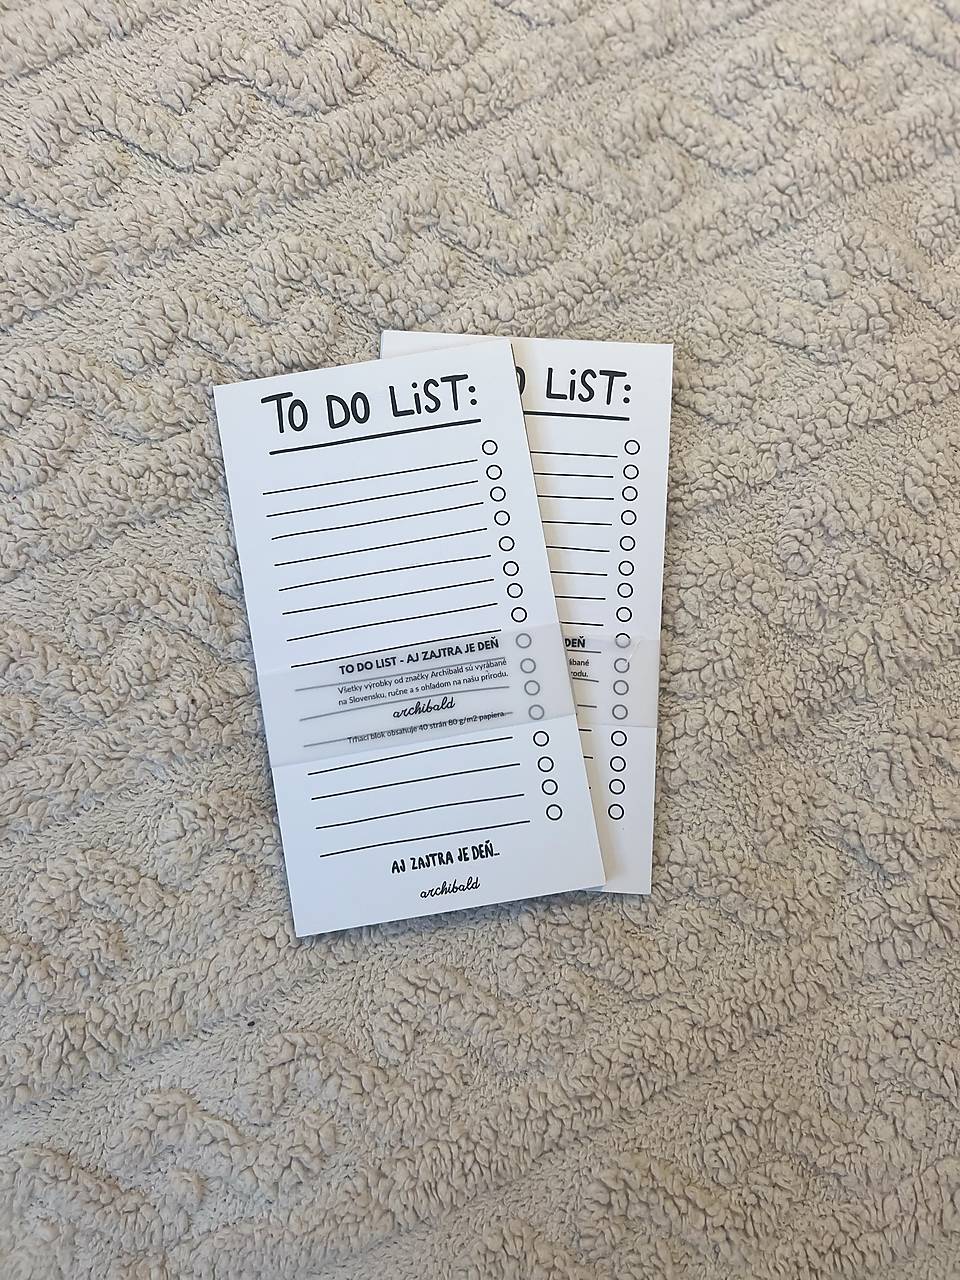 TO DO LiST:
TO DO LIST - AJ ZAJTRA JE DEŇ
Všetky výrobky od značky Archibald sú vyrábané
na Slovensku, ručne a s ohľadom na našu prírodu.
archibald
Trhací blok obsahuje 40 strán 80 g/m2 papiera.
AJ ZAJTRA JE DEŇ...
archibald
O LiST:
DEŇ
ábané
rodu.